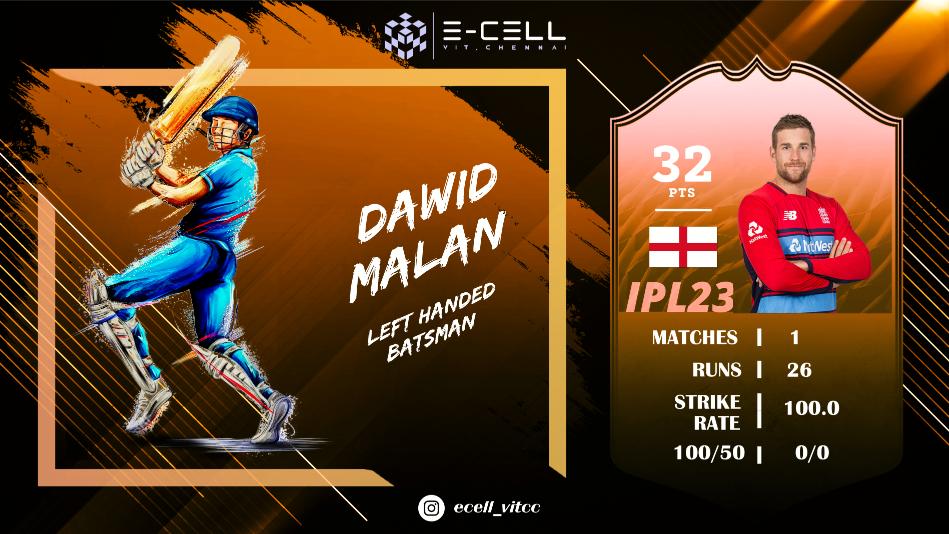 E-CELL
VIT, CHENNAI
DAWID
MALAN
LEFT HANDED
BATSMAN
32
PTS
NatWest
IPL23
MATCHES | 1
RUNS | 26
STRIKE RATE | 100.0
100/50 | 0/0
ecell_vitcc